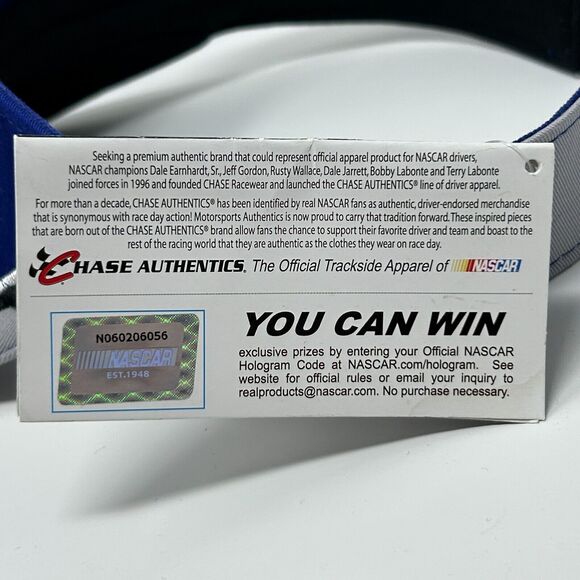 Seeking a premium authentic brand that could represent official apparel product for NASCAR drivers,
NASCAR champions Dale Earnhardt, Sr., Jeff Gordon, Rusty Wallace, Dale Jarrett, Bobby Labonte and Terry Labonte
joined forces in 1996 and founded CHASE Racewear and launched the CHASE AUTHENTICS® line of driver apparel.
For more than a decade, CHASE AUTHENTICS® has been identified by real NASCAR fans as authentic, driver-endorsed merchandise
that is synonymous with race day action! Motorsports Authentics is now proud to carry that tradition forward. These inspired pieces
that are born out of the CHASE AUTHENTICS® brand allow fans the chance to support their favorite driver and team and boast to the
rest of the racing world that they are authentic as the clothes they wear on race day.
CHASE AUTHENTICS® The Official Trackside Apparel of NASCAR
N060206056
NASCAR
EST.1948
YOU CAN WIN
exclusive prizes by entering your Official NASCAR
Hologram Code at NASCAR.com/hologram. See
website for official rules or email your inquiry to
realproducts@nascar.com. No purchase necessary.